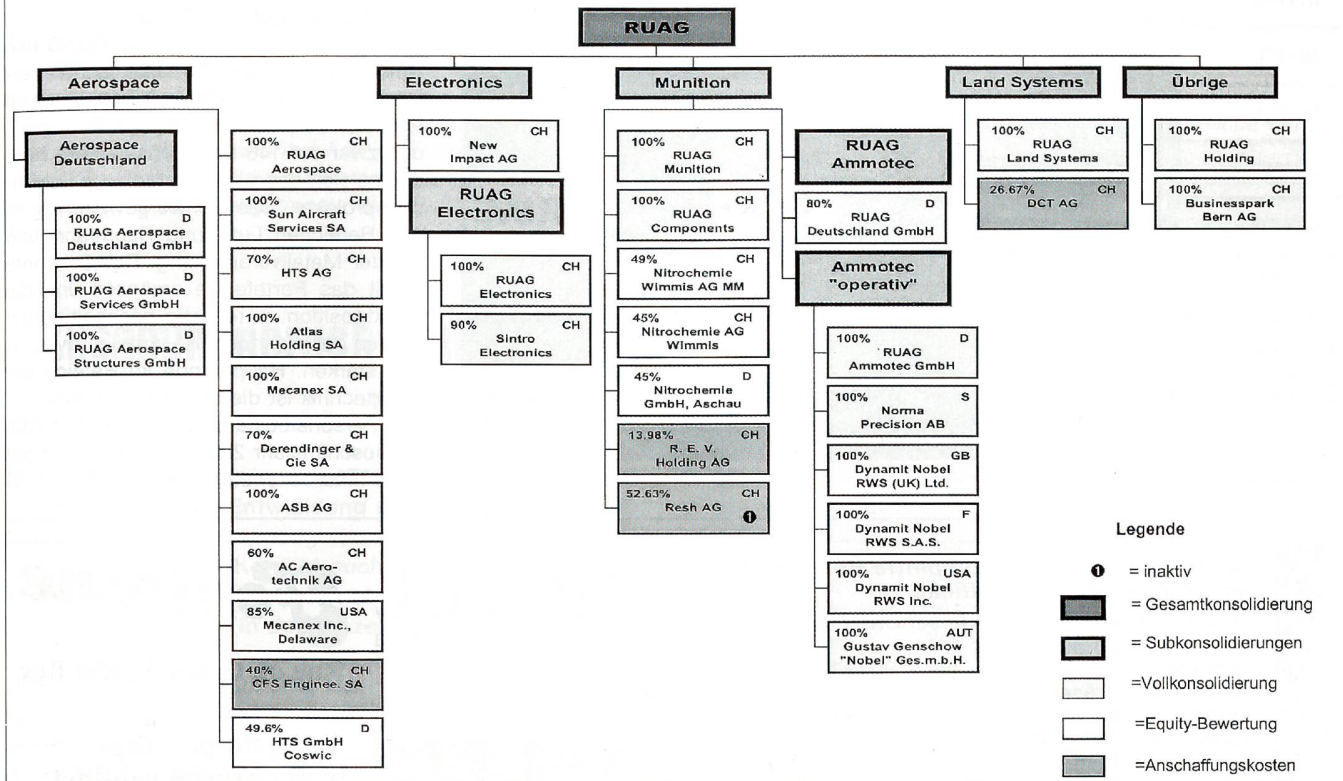 RUAG
Aerospace
Electronics
Munition
Land Systems
Übrige
Aerospace
Deutschland
100% D
RUAG Aerospace
Deutschland GmbH
100% D
RUAG Aerospace
Services GmbH
100% D
RUAG Aerospace
Structures GmbH
100% CH
RUAG
Aerospace
100% CH
Sun Aircraft
Services SA
70% CH
HTS AG
100% CH
Atlas
Holding SA
100% CH
Mecanex SA
70% CH
Derendinger &
Cie SA
100% CH
ASB AG
60% CH
AC Aero-
technik AG
85% USA
Mecanex Inc.,
Delaware
40% CH
CFS Enginee. SA
49.6% D
HTS GmbH
Coswic
100% CH
New
Impact AG
RUAG
Electronics
100% CH
RUAG
Electronics
90% CH
Sintro
Electronics
100% CH
RUAG
Munition
100% CH
RUAG
Components
49% CH
Nitrochemie
Wimmis AG MM
45% CH
Nitrochemie AG
Wimmis
45% D
Nitrochemie
GmbH, Aschau
13.98% CH
R. E. V.
Holding AG
52.63% CH
Resh AG
❶
RUAG
Ammotec
80% D
RUAG
Deutschland GmbH
Ammotec
"operativ"
100% D
RUAG
Ammotec GmbH
100% S
Norma
Precision AB
100% GB
Dynamit Nobel
RWS (UK) Ltd.
100% F
Dynamit Nobel
RWS S.A.S.
100% USA
Dynamit Nobel
RWS Inc.
100% AUT
Gustav Genschow
"Nobel" Ges.m.b.H.
100% CH
RUAG
Land Systems
26.67% CH
DCT AG
100% CH
RUAG
Holding
100% CH
Businesspark
Bern AG
Legende
❶ = inaktiv
= Gesamtkonsolidierung
= Subkonsolidierungen
=Vollkonsolidierung
=Equity-Bewertung
=Anschaffungskosten